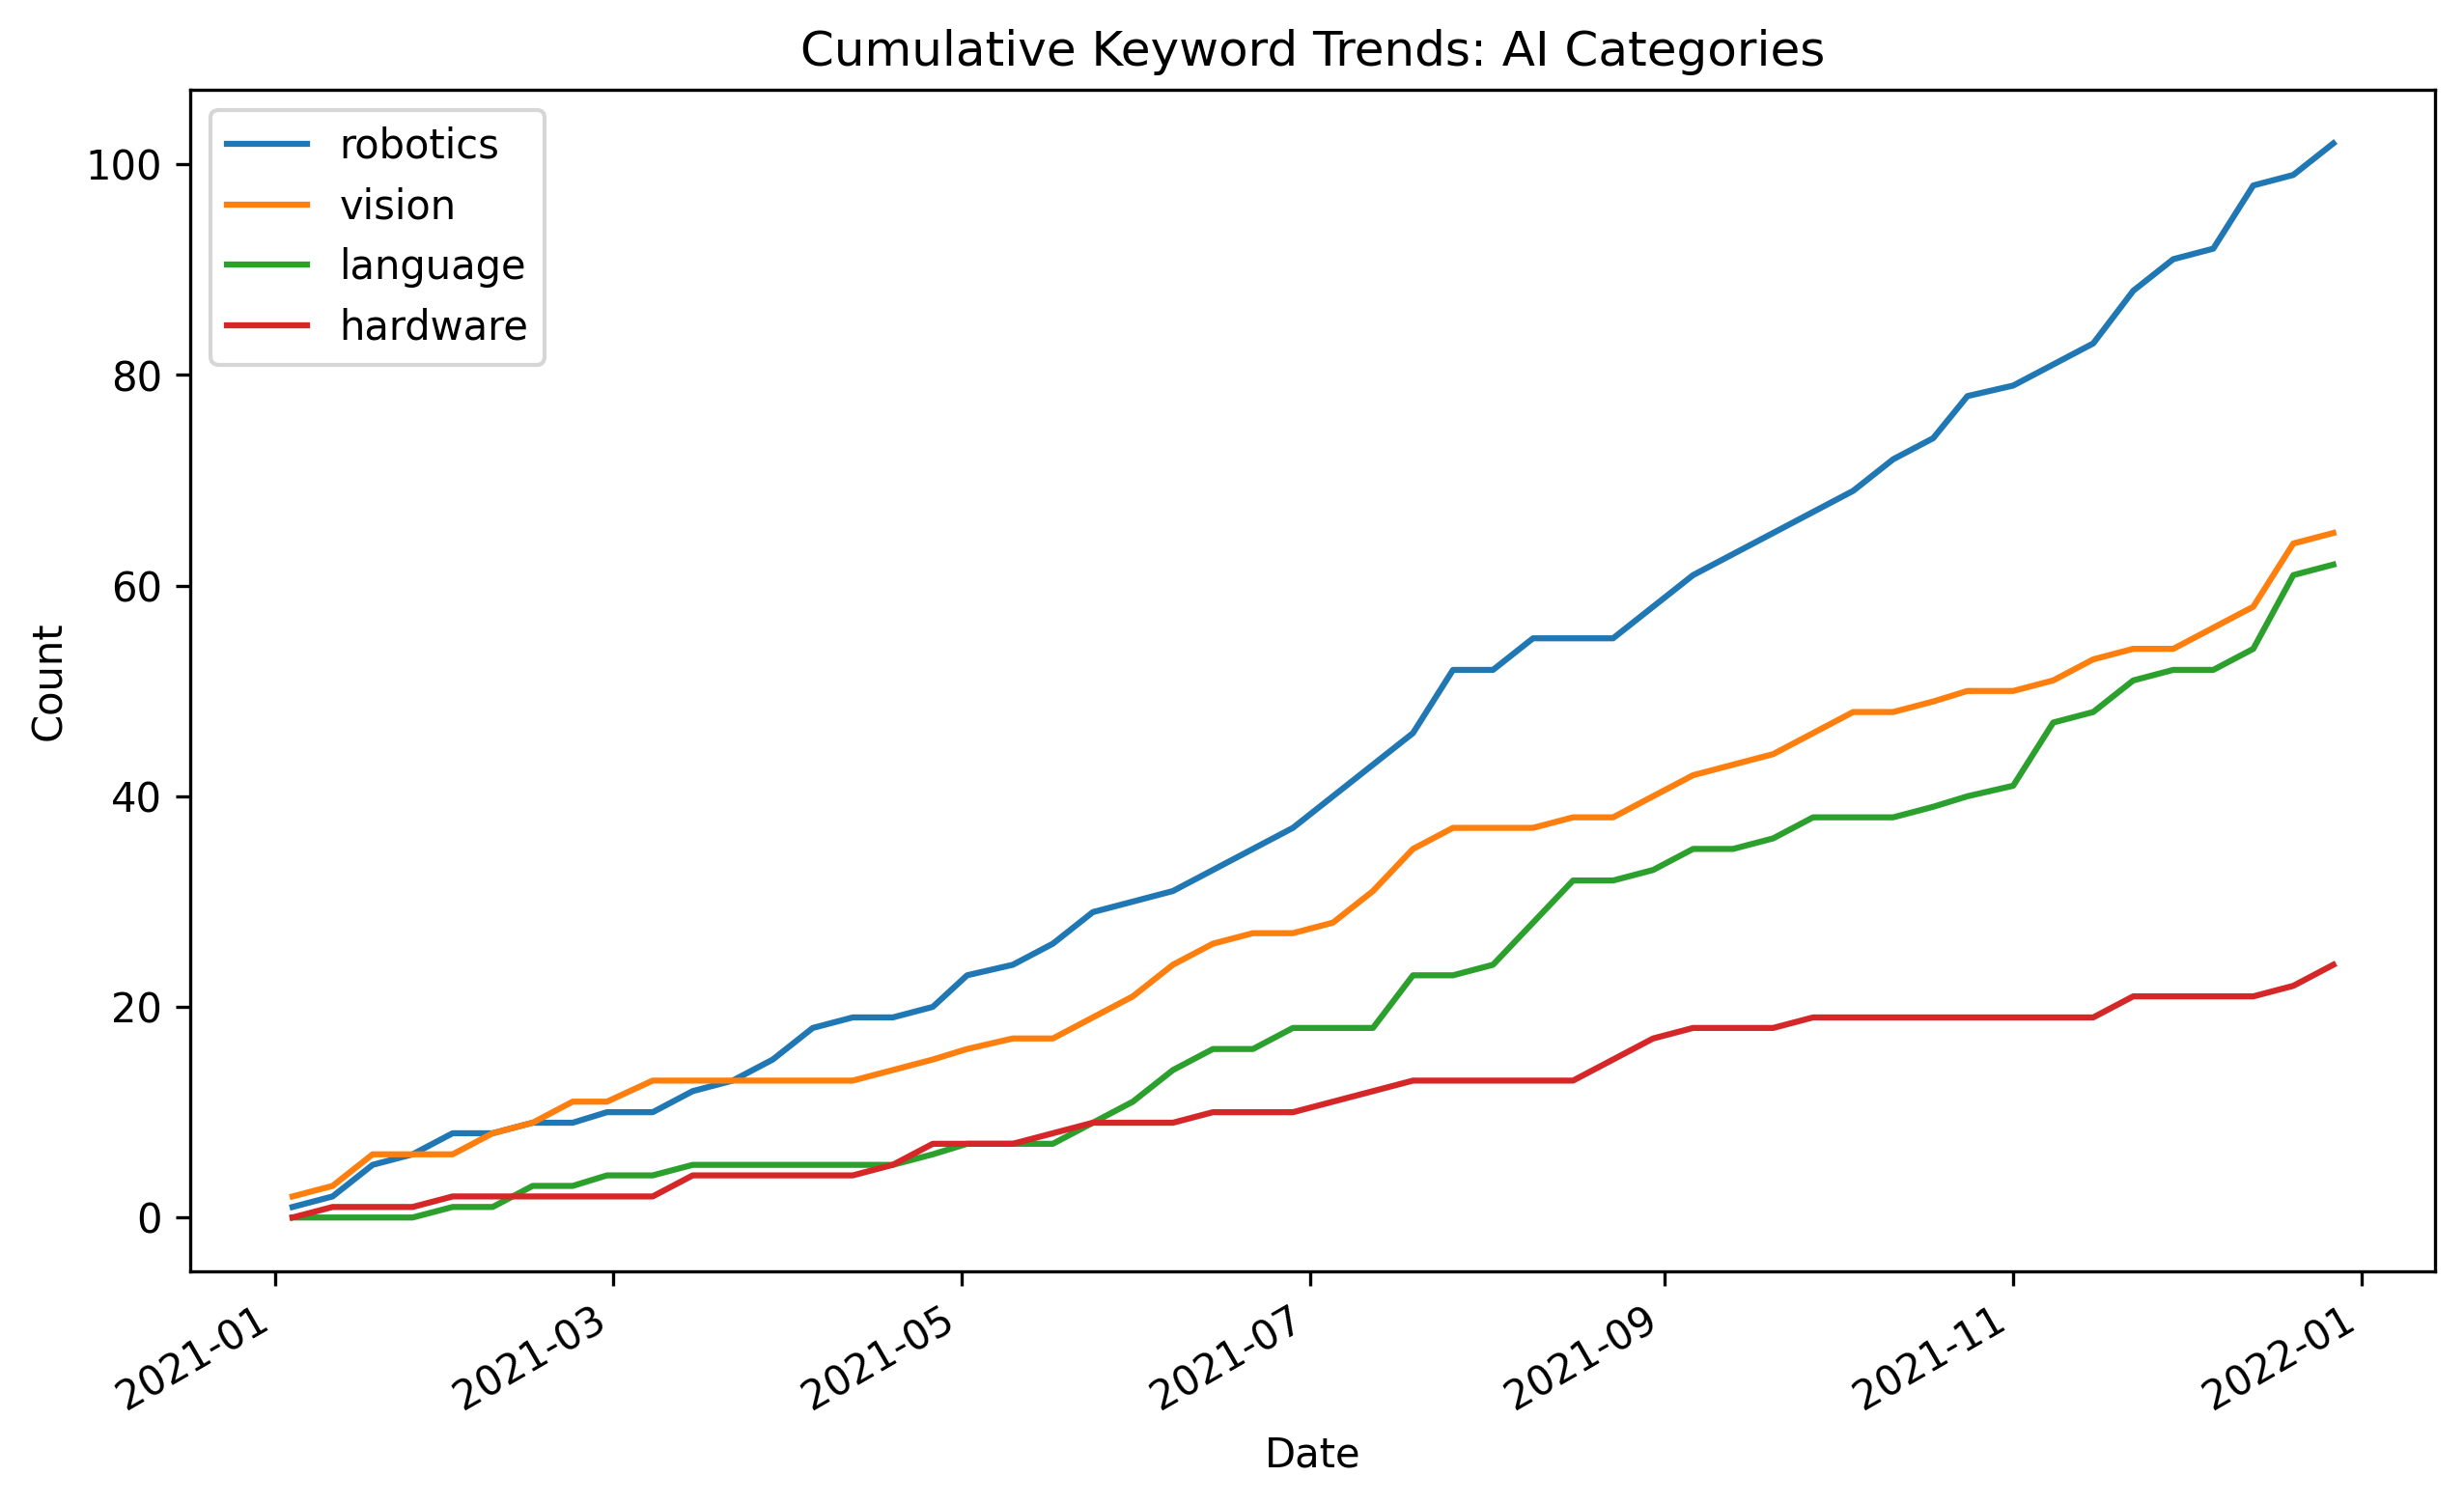 Cumulative Keyword Trends: AI Categories
robotics
vision
language
hardware
100
80
60
40
20
0
Count
2021-01
2021-03
2021-05
2021-07
2021-09
2021-11
2022-01
Date